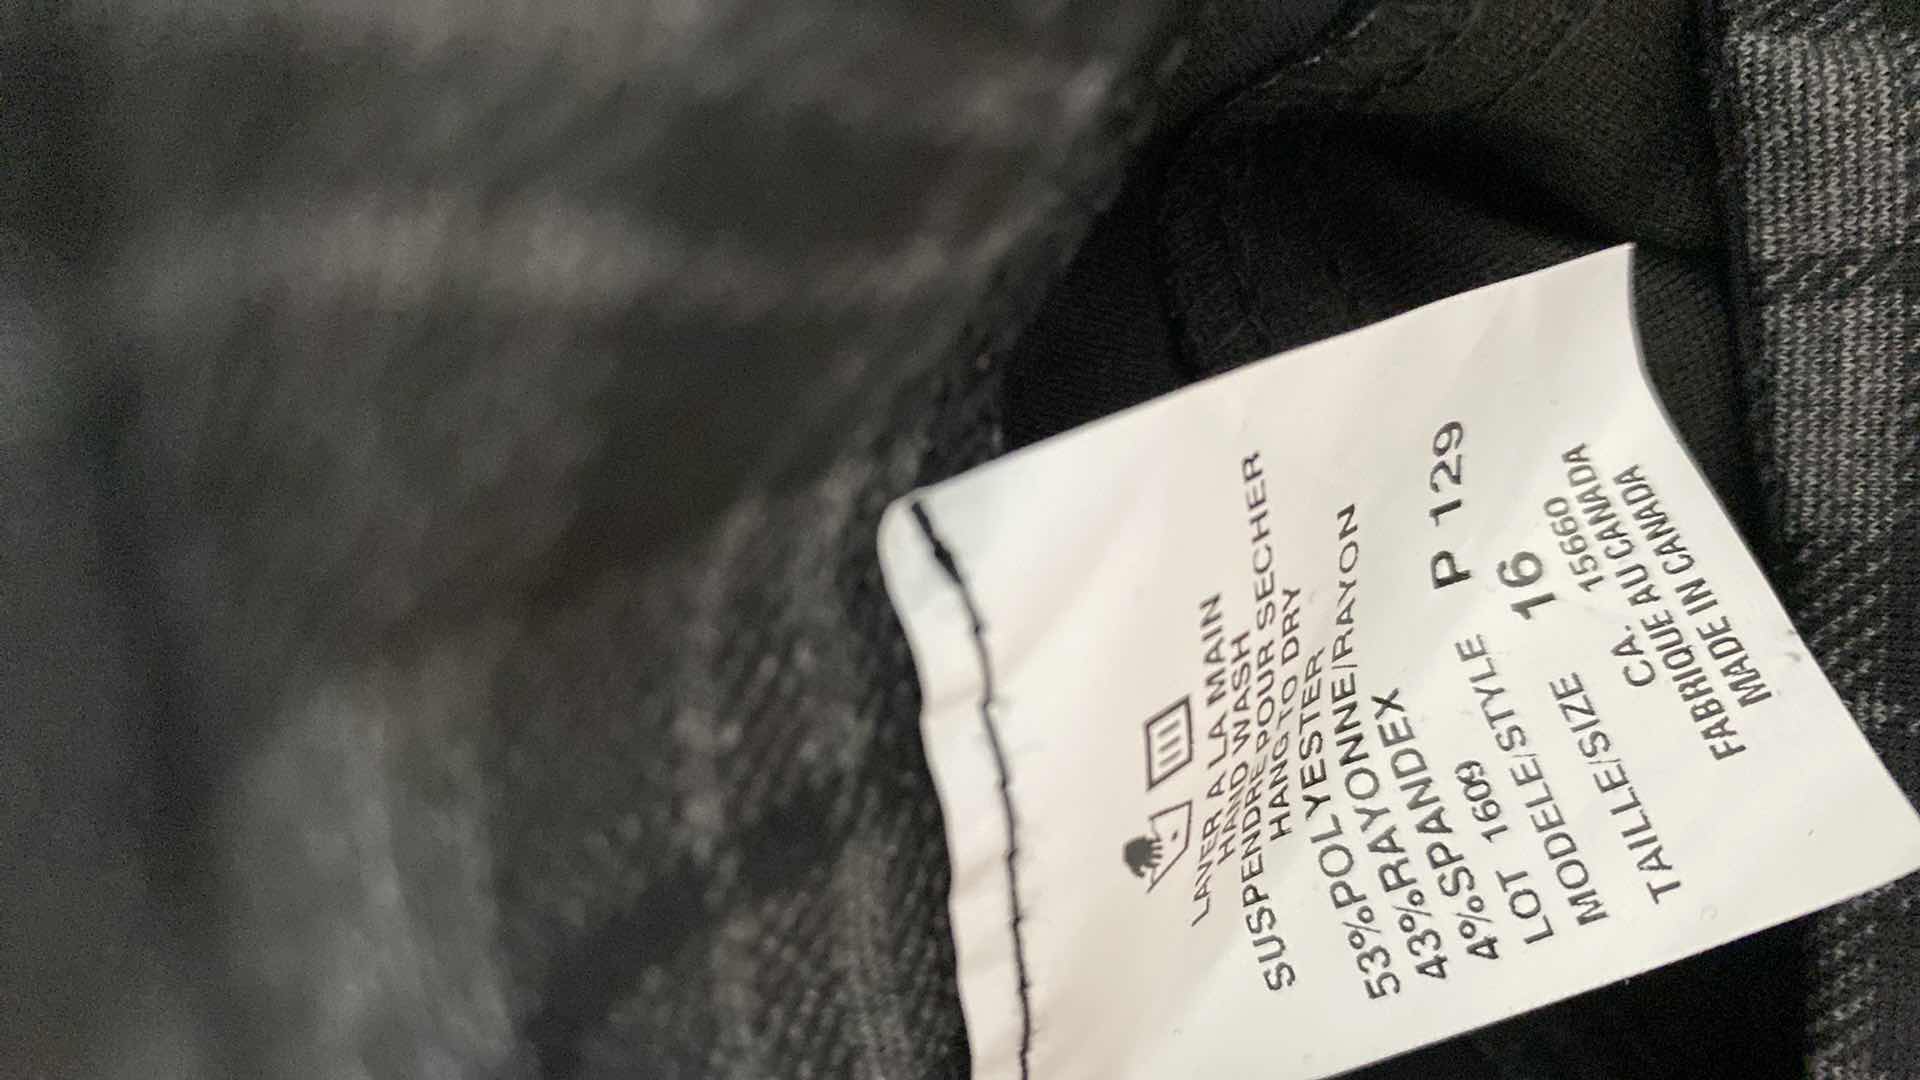 LAVER A LA MAIN
HAND WASH
SUSPENDRE POUR SECHER
HANG TO DRY
53%POLYESTER
43%RAYONNE/RAYON
4%SPANDEX
LOT 1609
MODELE/STYLE P 129
TAILLE/SIZE 16
CA. 15660
FABRIQUE AU CANADA
MADE IN CANADA